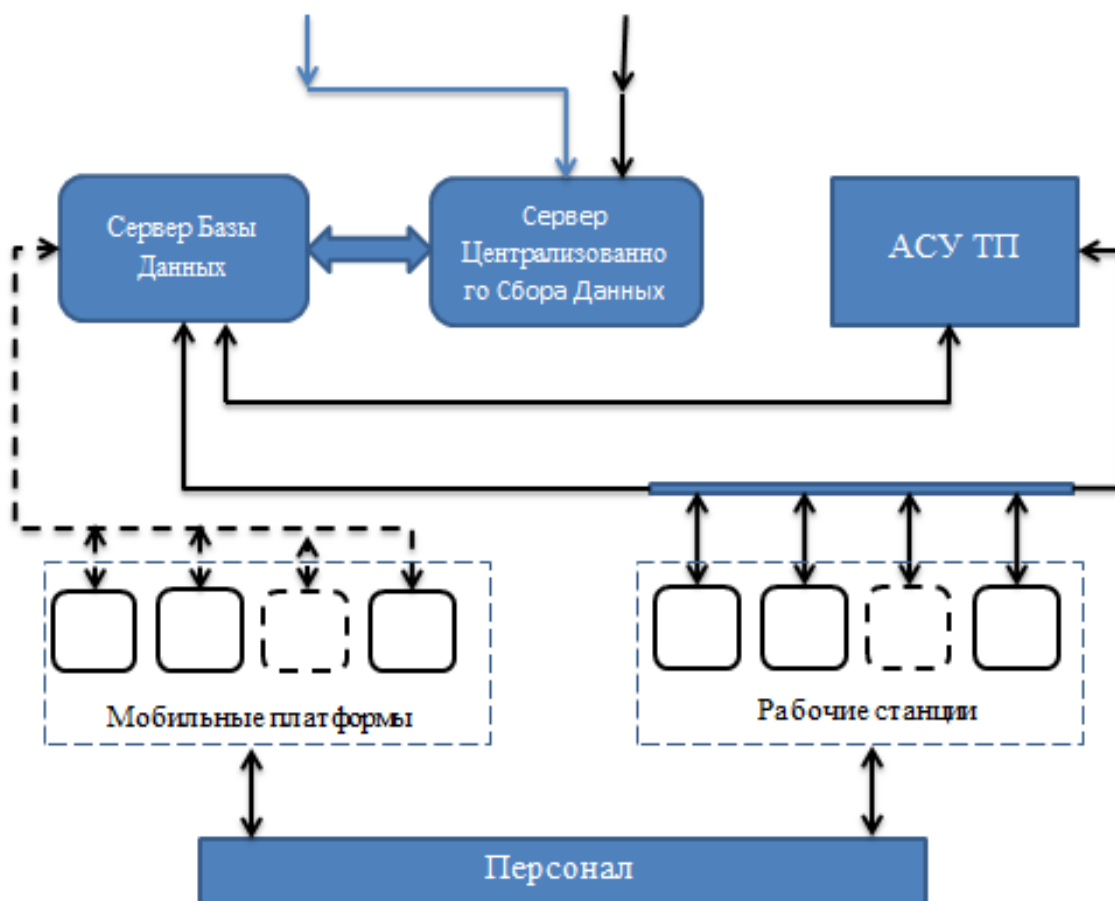 Сервер Базы
Данных
Сервер
Централизованно
го Сбора Данных
АСУ ТП
Мобильные платформы
Рабочие станции
Персонал